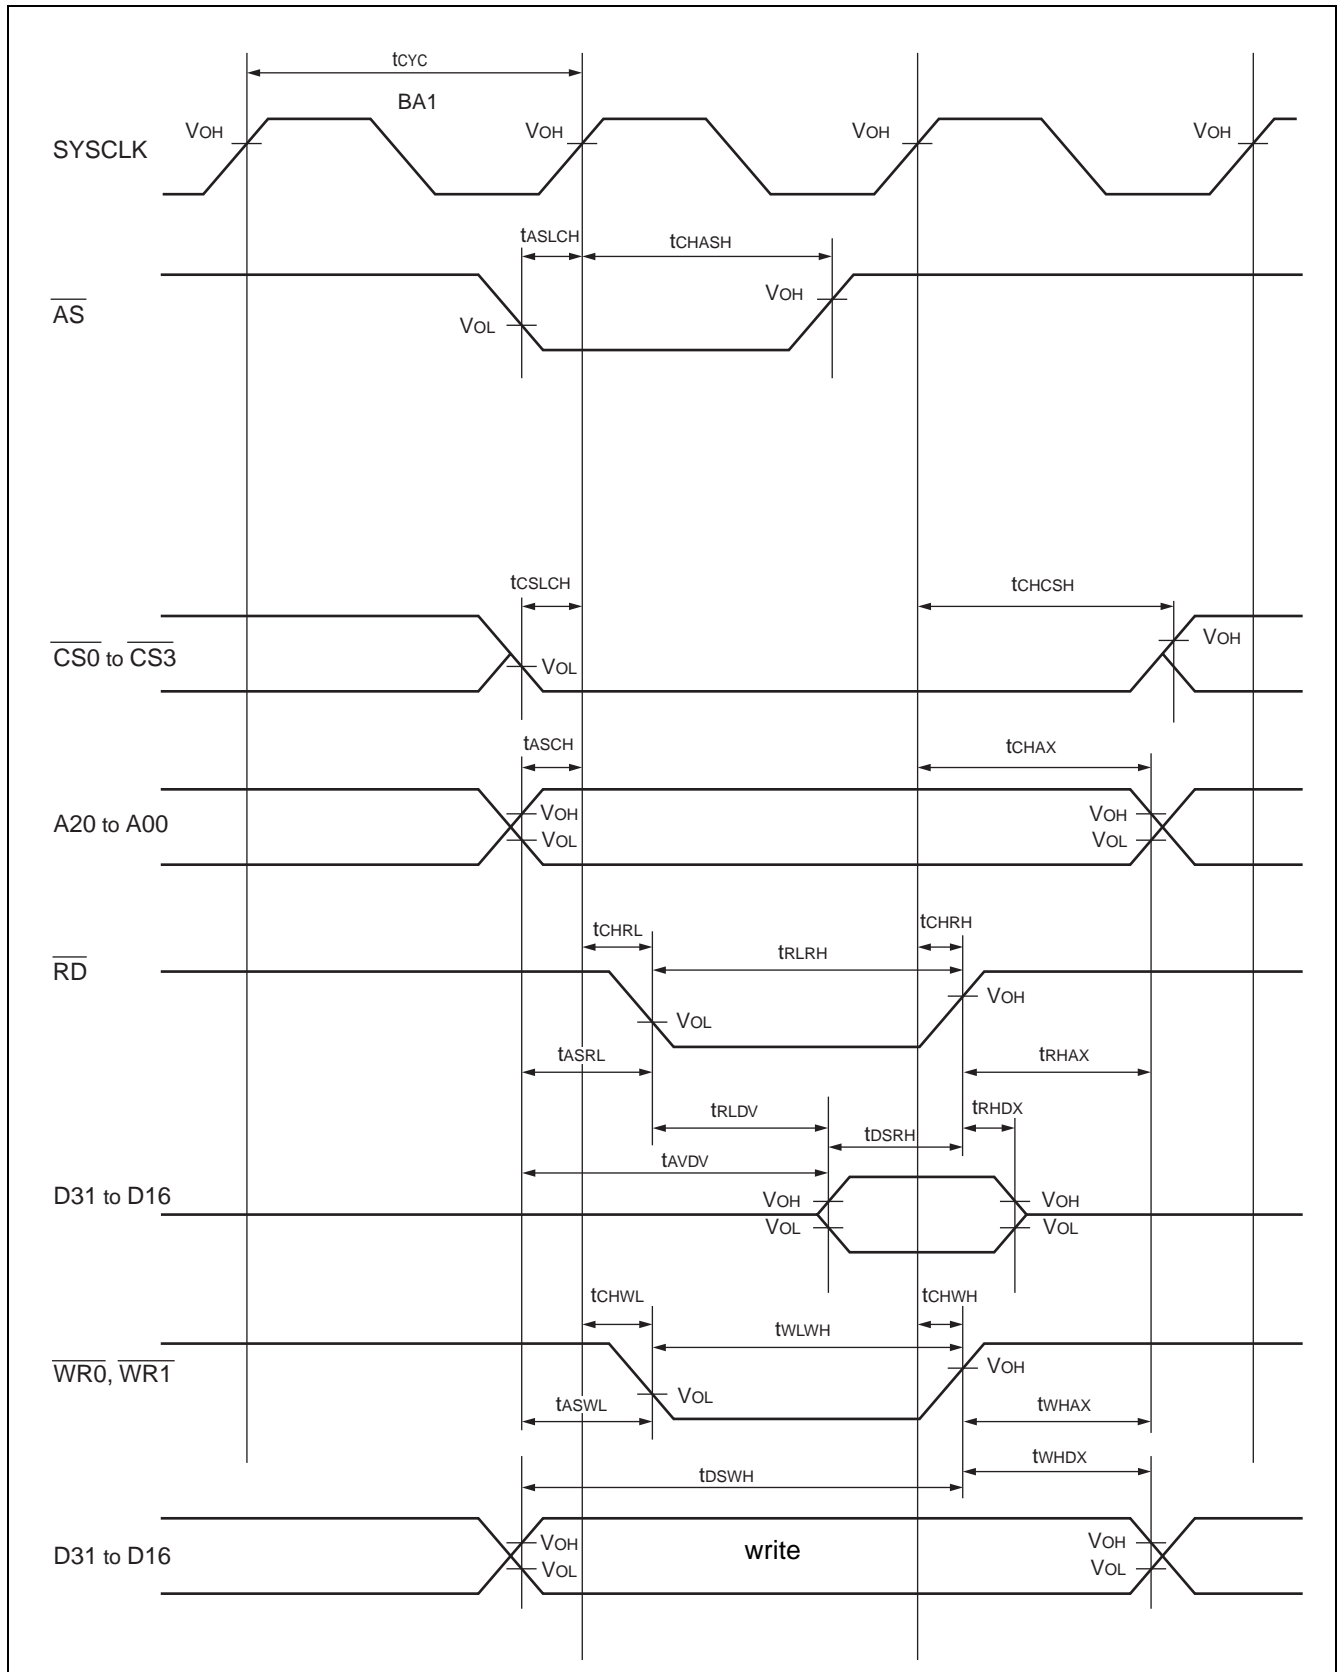 tCYC
BA1
VOH VOH VOH VOH
SYSCLK
tASLCH tCHASH
VOH
AS
VOL
tCSLCH tCHCSH
VOH
CS0 to CS3
VOL
tASCH tCHAX
VOH VOH
A20 to A00
VOL VOL
tCHRL tCHRH
tRLRH
RD
VOH
VOL
tASRL tRHAX
tRLDV tRHDX
tDSRH
tAVDV
D31 to D16
VOH VOH
VOL VOL
tCHWL tCHWH
tWLWH
WR0, WR1
VOH
VOL
tASWL tWHAX
tWHDX
tDSWH
VOH VOH
D31 to D16 write
VOL VOL